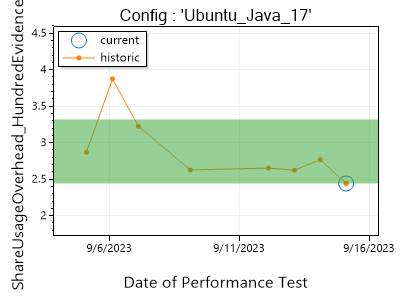 Config : 'Ubuntu_Java_17'
current
historic
ShareUsageOverhead_HundredEvidence
4.5
4
3.5
3
2.5
2
9/6/2023
9/11/2023
9/16/2023
Date of Performance Test